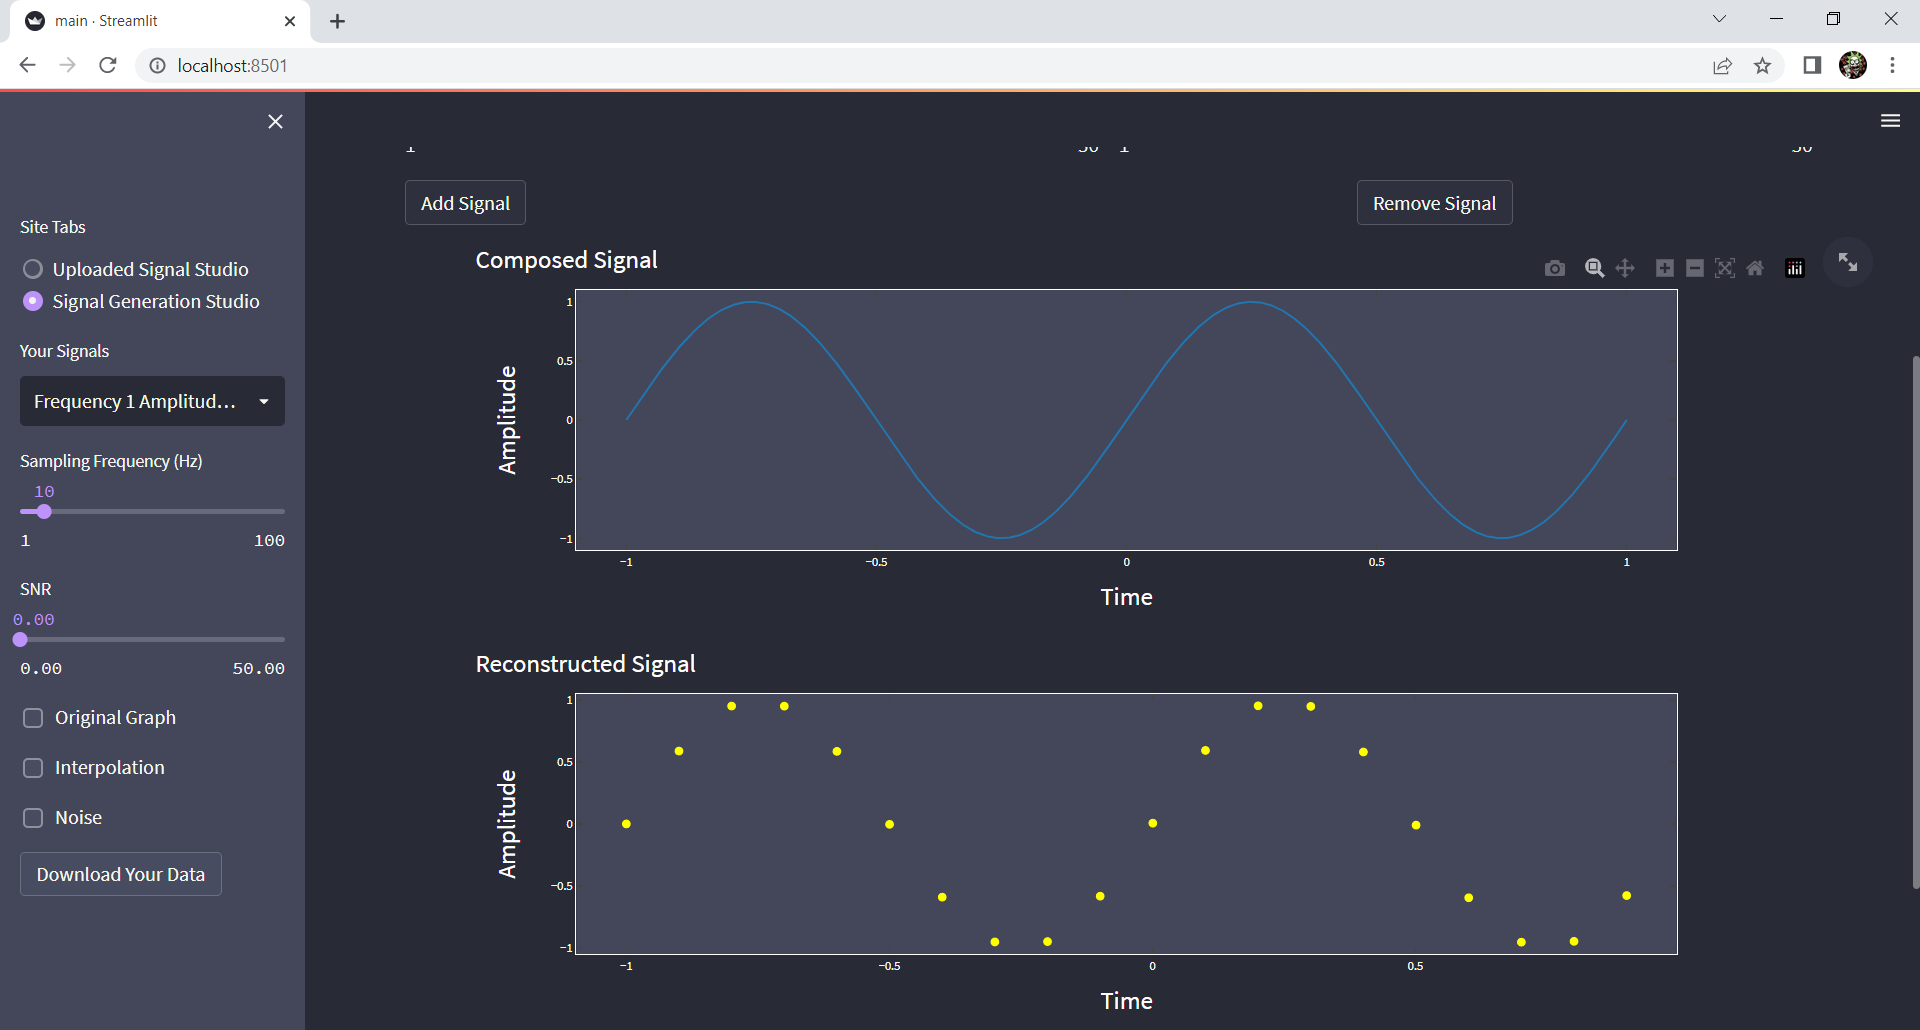 main · Streamlit
localhost:8501
Site Tabs
Uploaded Signal Studio
Signal Generation Studio
Your Signals
Frequency 1 Amplitud...
Sampling Frequency (Hz)
10
1 100
SNR
0.00
0.00 50.00
Original Graph
Interpolation
Noise
Download Your Data
1 50 1 50
Add Signal Remove Signal
Composed Signal
Amplitude
1
0.5
0
−0.5
−1
−1 −0.5 0 0.5 1
Time
Reconstructed Signal
Amplitude
1
0.5
0
−0.5
−1
−1 −0.5 0 0.5
Time